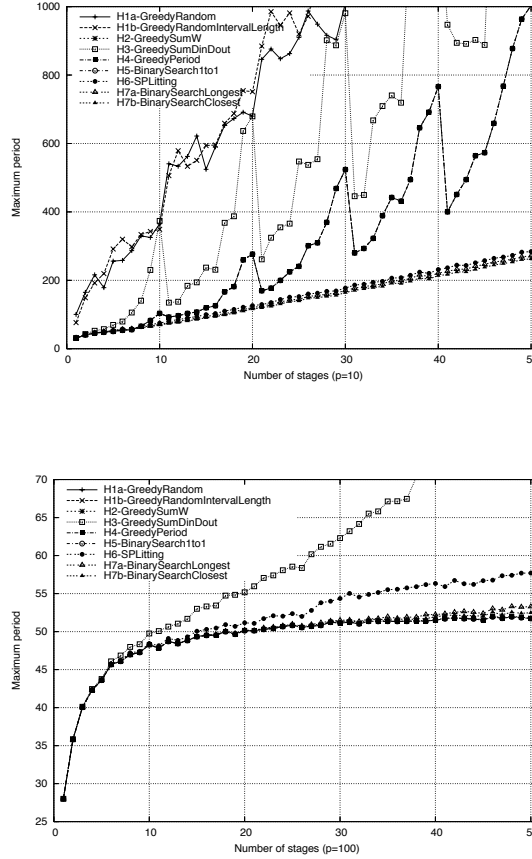 1000
800
600
400
200
0
Maximum period
H1a-GreedyRandom
H1b-GreedyRandomIntervalLength
H2-GreedySumW
H3-GreedySumDinDout
H4-GreedyPeriod
H5-BinarySearch1to1
H6-SPLitting
H7a-BinarySearchLongest
H7b-BinarySearchClosest
0 10 20 30 40 50
Number of stages (p=10)
70
65
60
55
50
45
40
35
30
25
Maximum period
H1a-GreedyRandom
H1b-GreedyRandomIntervalLength
H2-GreedySumW
H3-GreedySumDinDout
H4-GreedyPeriod
H5-BinarySearch1to1
H6-SPLitting
H7a-BinarySearchLongest
H7b-BinarySearchClosest
0 10 20 30 40 50
Number of stages (p=100)